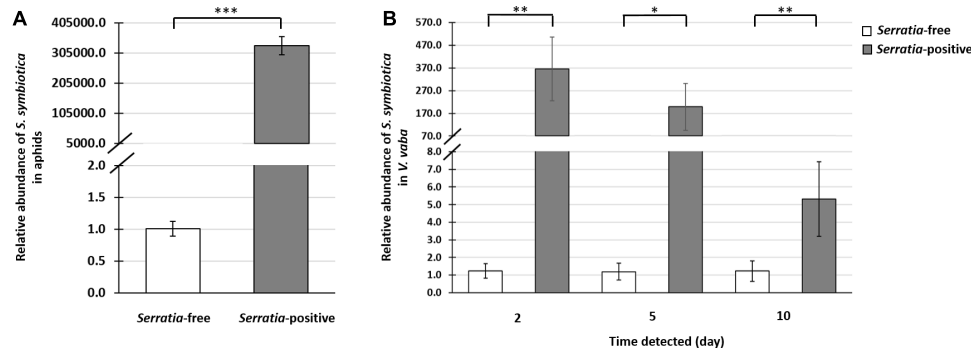 A
***
405000.0
305000.0
205000.0
105000.0
5000.0
2.0
1.5
1.0
0.5
0.0
Relative abundance of S. symbiotica
in aphids
Serratia-free
Serratia-positive
B
**
*
**
570.0
470.0
370.0
270.0
170.0
70.0
8.0
7.0
6.0
5.0
4.0
3.0
2.0
1.0
0.0
Relative abundance of S. symbiotica
in V. vaba
2
5
10
Time detected (day)
Serratia-free
Serratia-positive